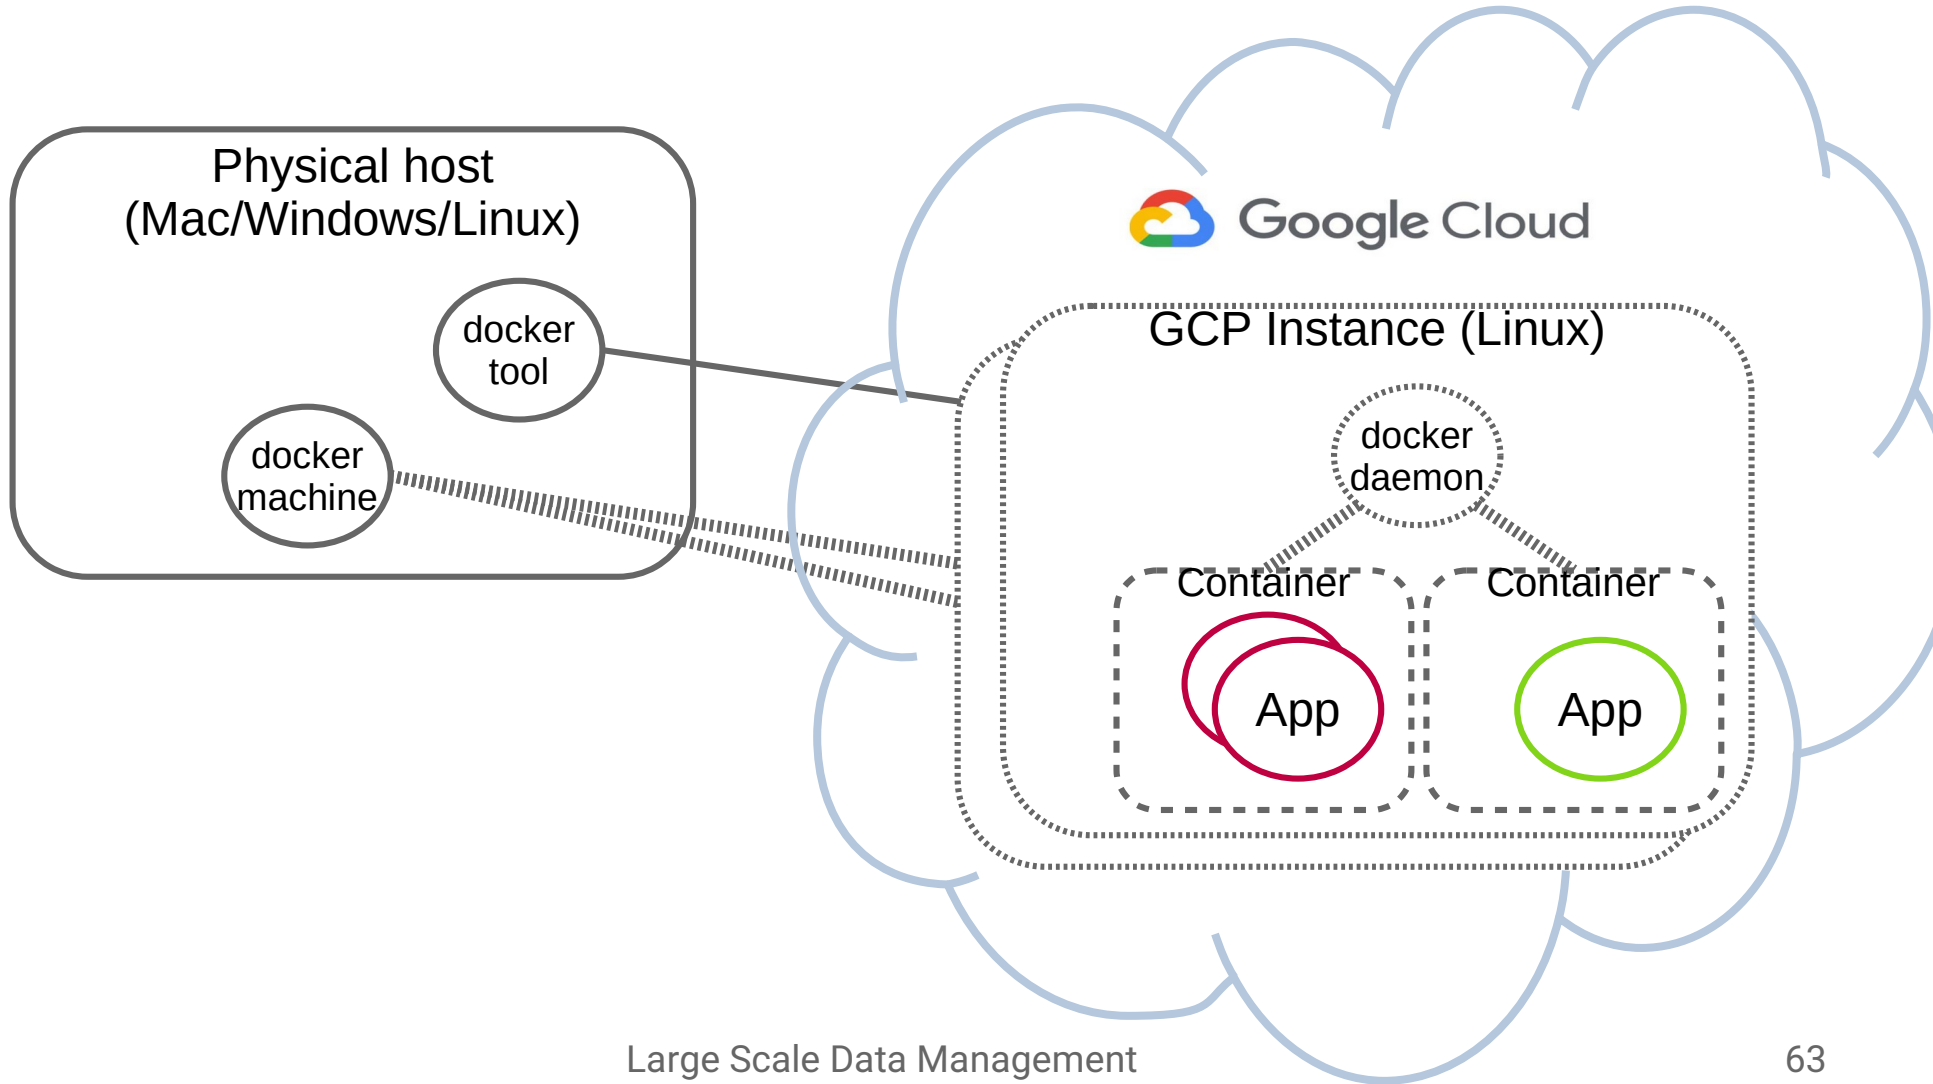 Physical host
(Mac/Windows/Linux)
docker
tool
docker
machine
Google Cloud
GCP Instance (Linux)
docker
daemon
Container
Container
App
App
Large Scale Data Management
63